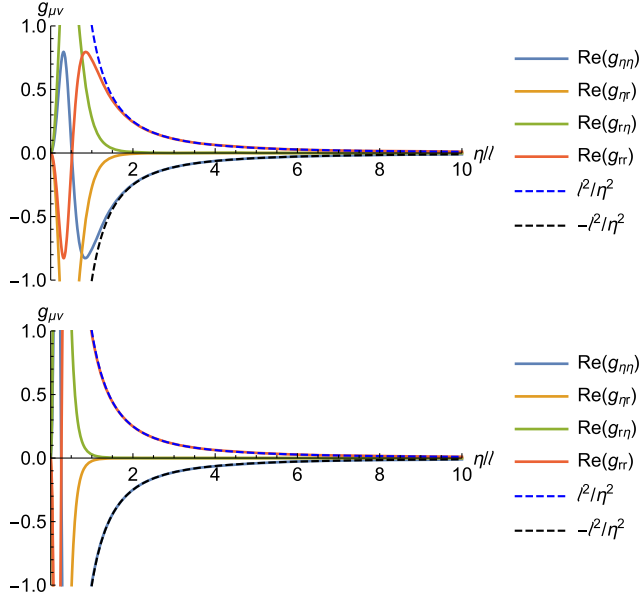 g_μν
1.0
0.5
0.0
-0.5
-1.0
2
4
6
8
10
η/ℓ
Re(g_ηη)
Re(g_ηr)
Re(g_rη)
Re(g_rr)
ℓ²/η²
-ℓ²/η²
g_μν
1.0
0.5
0.0
-0.5
-1.0
2
4
6
8
10
η/ℓ
Re(g_ηη)
Re(g_ηr)
Re(g_rη)
Re(g_rr)
ℓ²/η²
-ℓ²/η²